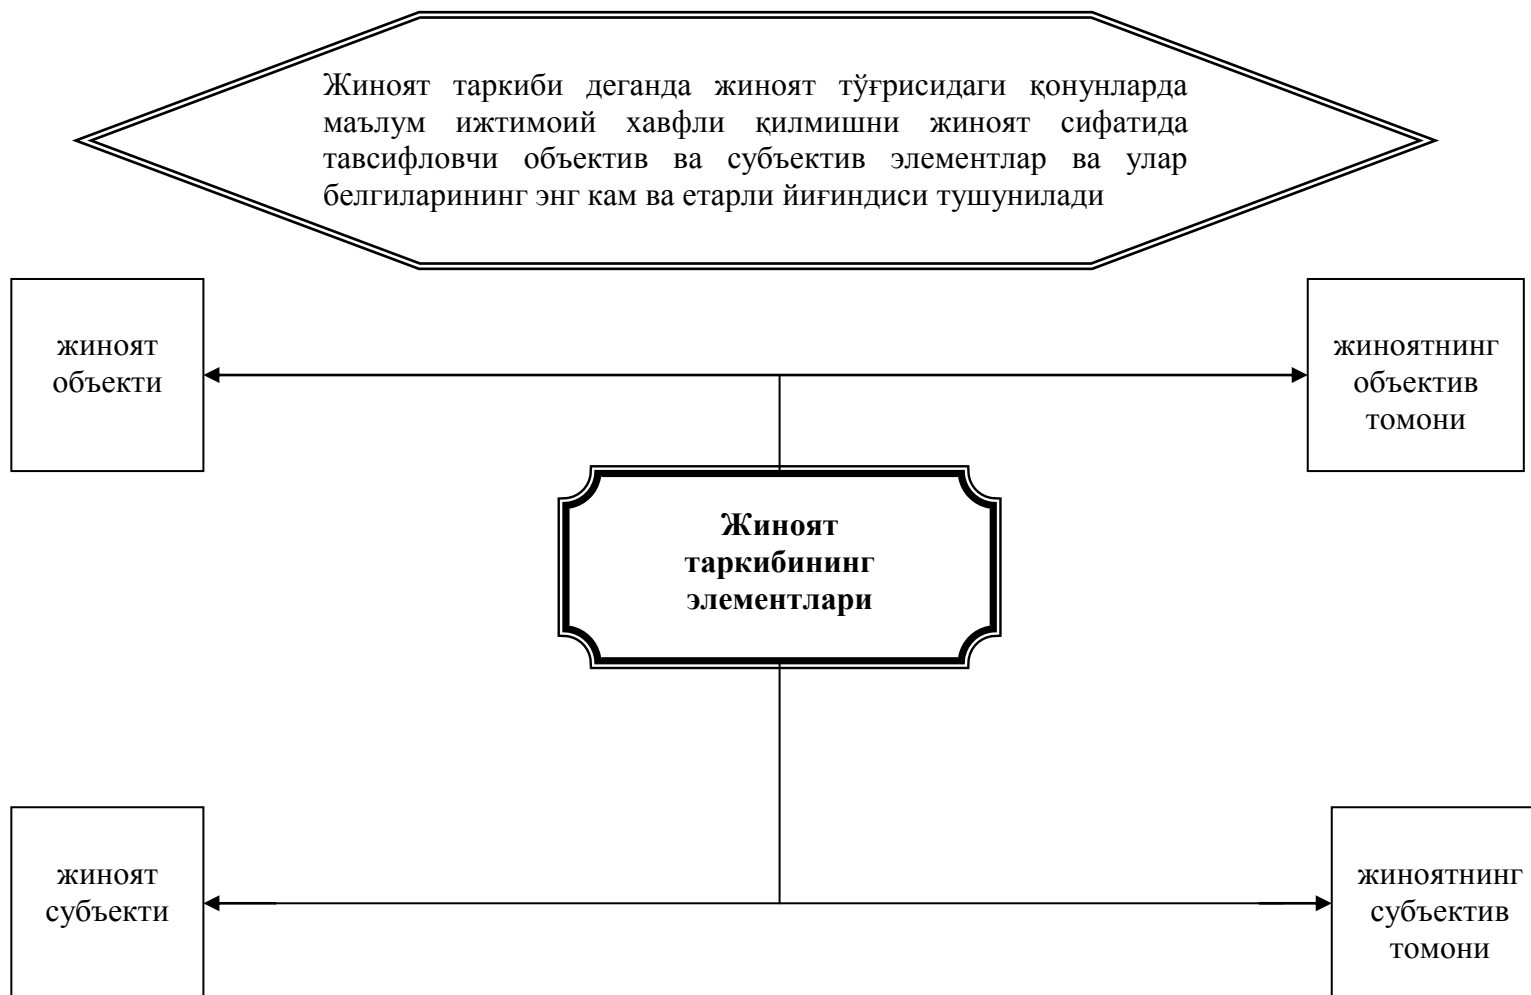 Жиноят таркиби деганда жиноят тўғрисидаги қонунларда
маълум ижтимоий хавфли қилмишни жиноят сифатида
тавсифловчи объектив ва субъектив элементлар ва улар
белгиларининг энг кам ва етарли йиғиндиси тушунилади
жиноят
объекти
жиноятнинг
объектив
томони
Жиноят
таркибининг
элементлари
жиноят
субъекти
жиноятнинг
субъектив
томони